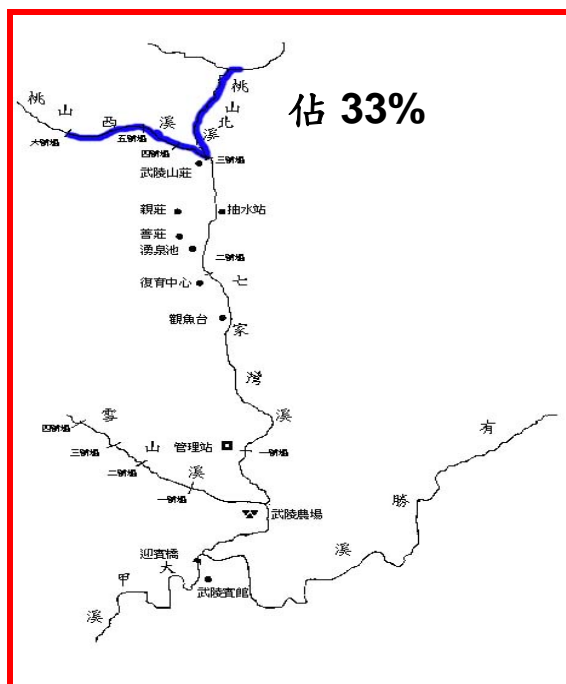 桃山北溪
佔 33%
桃山西溪
六號壩
五號壩
四號壩
三號壩
武陵山莊
親莊
抽水站
善莊
湧泉池
二號壩
復育中心
觀魚台
七家灣溪
四號壩
三號壩
二號壩
一號壩
雪山溪
管理站
一號壩
有勝溪
武陵農場
迎賓橋
武陵賓館
大甲溪